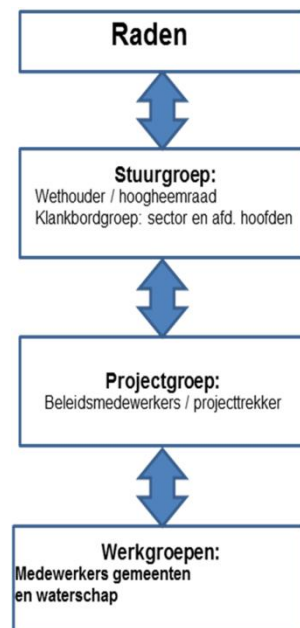 Raden
Stuurgroep:
Wethouder / hoogheemraad
Klankbordgroep: sector en afd. hoofden
Projectgroep:
Beleidsmedewerkers / projecttrekker
Werkgroepen:
Medewerkers gemeenten
en waterschap